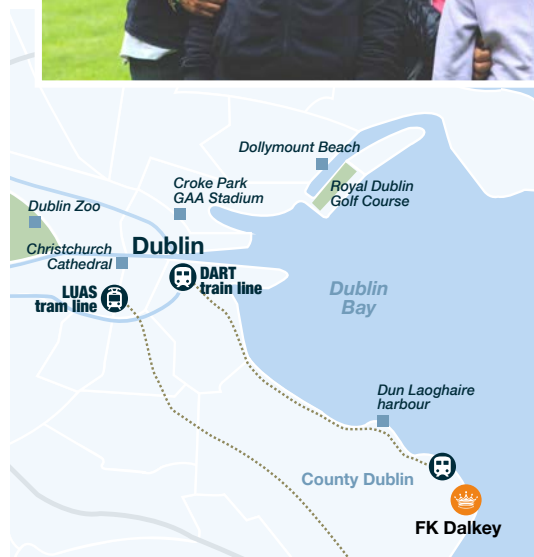 Dollymount Beach
Croke Park
GAA Stadium
Royal Dublin
Golf Course
Dublin Zoo
Christchurch
Cathedral
Dublin
DART
train line
LUAS
tram line
Dublin
Bay
Dun Laoghaire
harbour
County Dublin
FK Dalkey